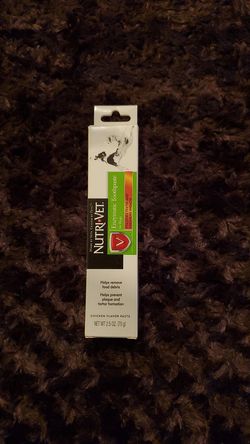 NUTRI-VET.
Enzymatic Toothpaste
V
Helps remove
food debris
Helps prevent
plaque and
tartar formation
CHICKEN FLAVOR PASTE
NET WT 2.5 OZ. (70 g)